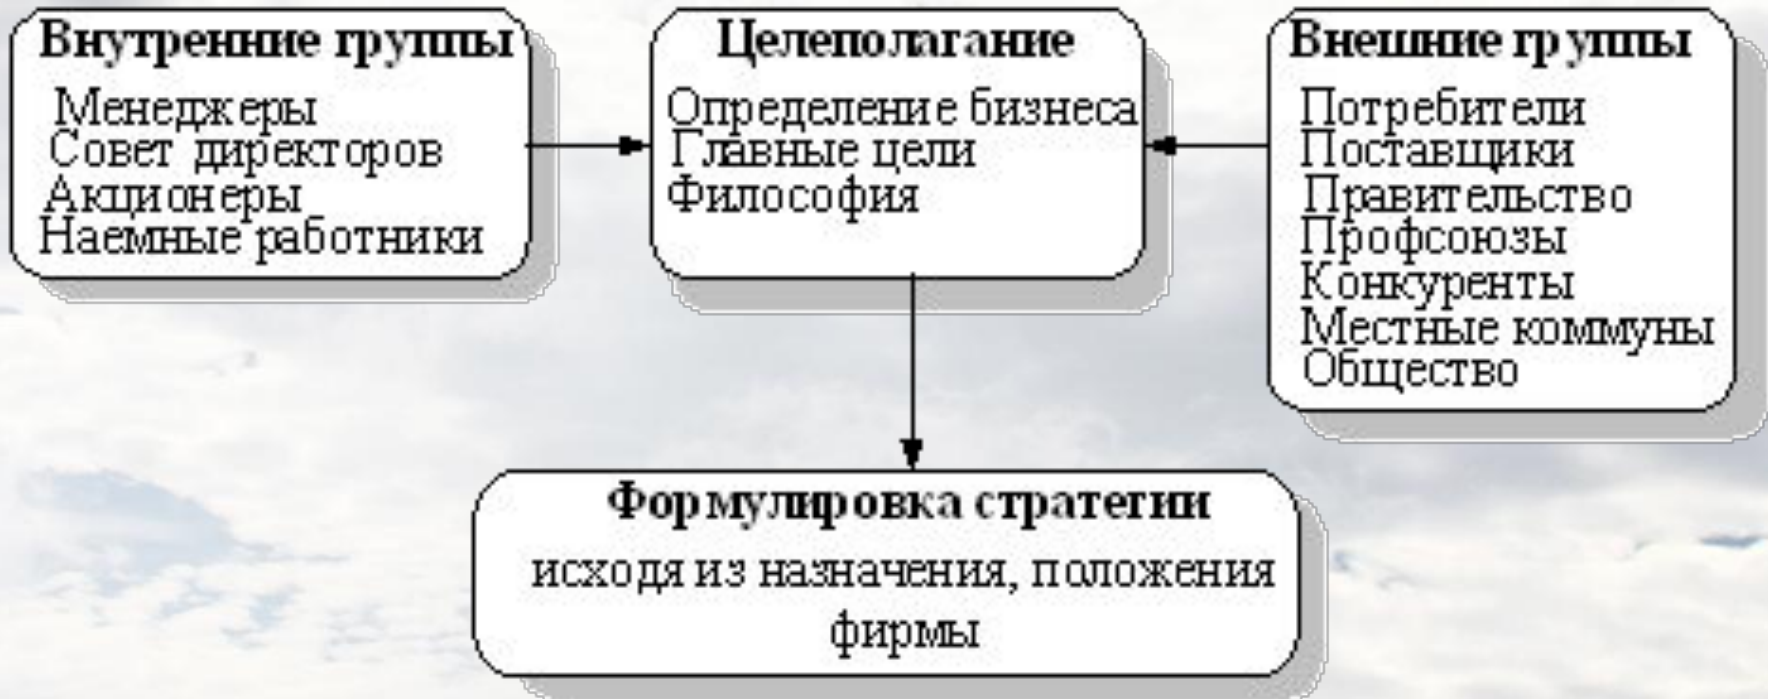 Внутренние группы
Менеджеры
Совет директоров
Акционеры
Наемные работники
Целеполагание
Определение бизнеса
Главные цели
Философия
Внешние группы
Потребители
Поставщики
Правительство
Профсоюзы
Конкуренты
Местные коммуны
Общество
Формулировка стратегии
исходя из назначения, положения
фирмы